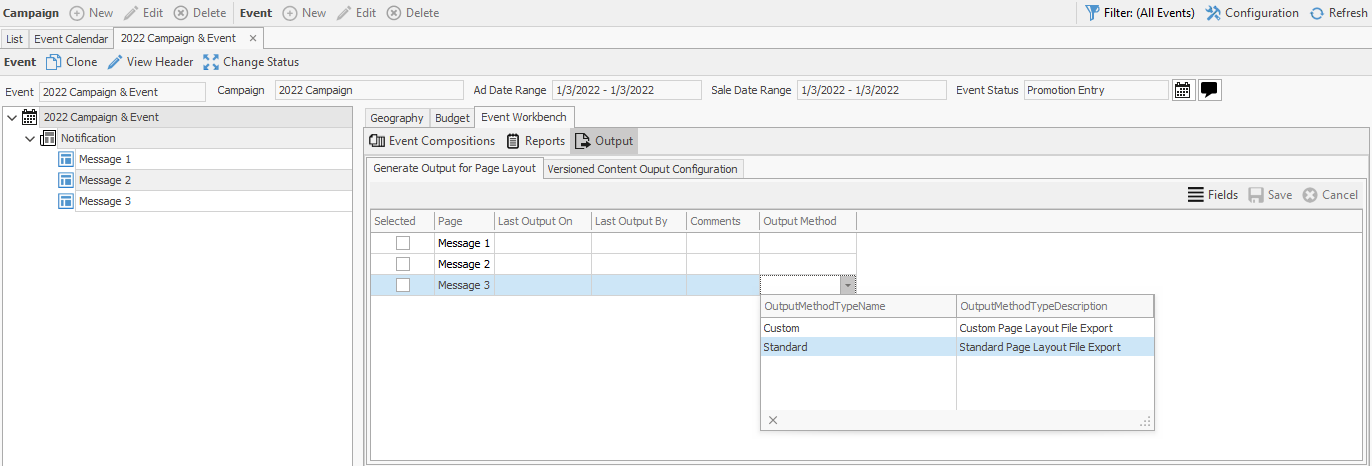 Campaign New Edit Delete Event New Edit Delete Filter: (All Events) Configuration Refresh
List Event Calendar 2022 Campaign & Event
Event Clone View Header Change Status
Event 2022 Campaign & Event Campaign 2022 Campaign Ad Date Range 1/3/2022 - 1/3/2022 Sale Date Range 1/3/2022 - 1/3/2022 Event Status Promotion Entry
2022 Campaign & Event
Notification
Message 1
Message 2
Message 3
Geography Budget Event Workbench
Event Compositions Reports Output
Generate Output for Page Layout Versioned Content Ouput Configuration
Fields Save Cancel
Selected Page Last Output On Last Output By Comments Output Method
Message 1
Message 2
Message 3
OutputMethodTypeName OutputMethodTypeDescription
Custom Custom Page Layout File Export
Standard Standard Page Layout File Export